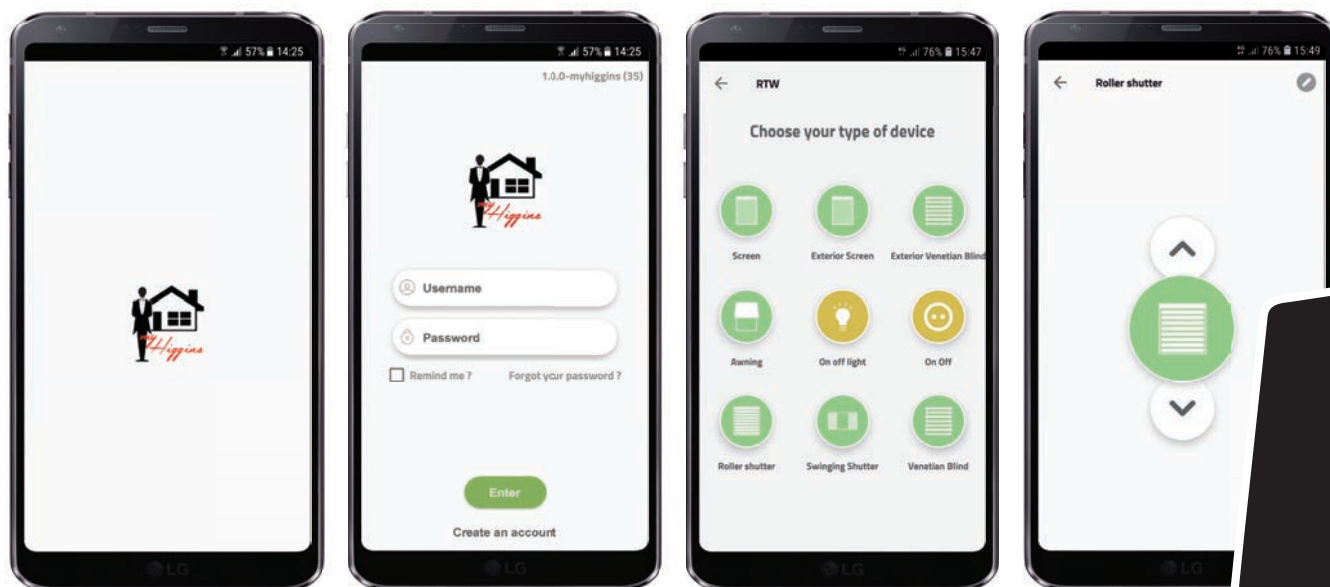 57% 14:25
my
Higgins
LG
57% 14:25
1.0.0-myhiggins (35)
my
Higgins
Username
Password
Remind me ? Forgot your password ?
Enter
Create an account
LG
76% 15:47
RTW
Choose your type of device
Screen Exterior Screen Exterior Venetian Blind
Awning On off light On Off
Roller shutter Swinging Shutter Venetian Blind
LG
76% 15:49
Roller shutter
LG